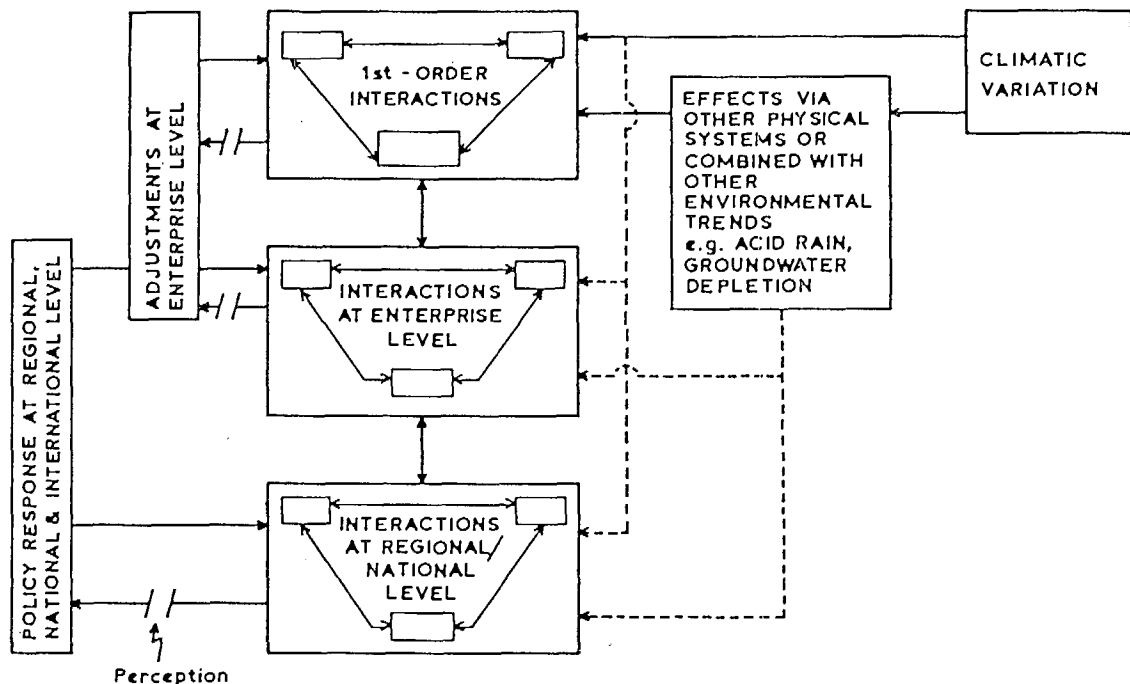 1st-ORDER
INTERACTIONS
CLIMATIC
VARIATION
EFFECTS VIA
OTHER PHYSICAL
SYSTEMS OR
COMBINED WITH
OTHER
ENVIRONMENTAL
TRENDS
e.g. ACID RAIN,
GROUNDWATER
DEPLETION
ADJUSTMENTS AT
ENTERPRISE LEVEL
INTERACTIONS
AT ENTERPRISE
LEVEL
POLICY RESPONSE AT REGIONAL,
NATIONAL & INTERNATIONAL LEVEL
INTERACTIONS
AT REGIONAL/
NATIONAL
LEVEL
Perception